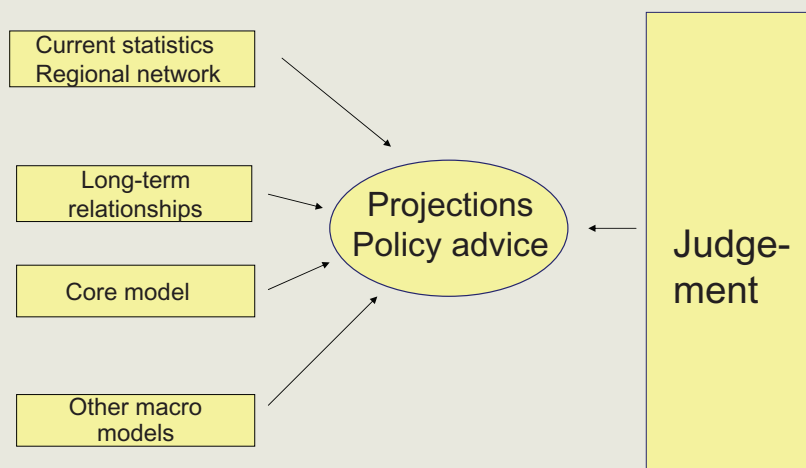 Current statistics
Regional network
Long-term
relationships
Core model
Other macro
models
Projections
Policy advice
Judge-
ment